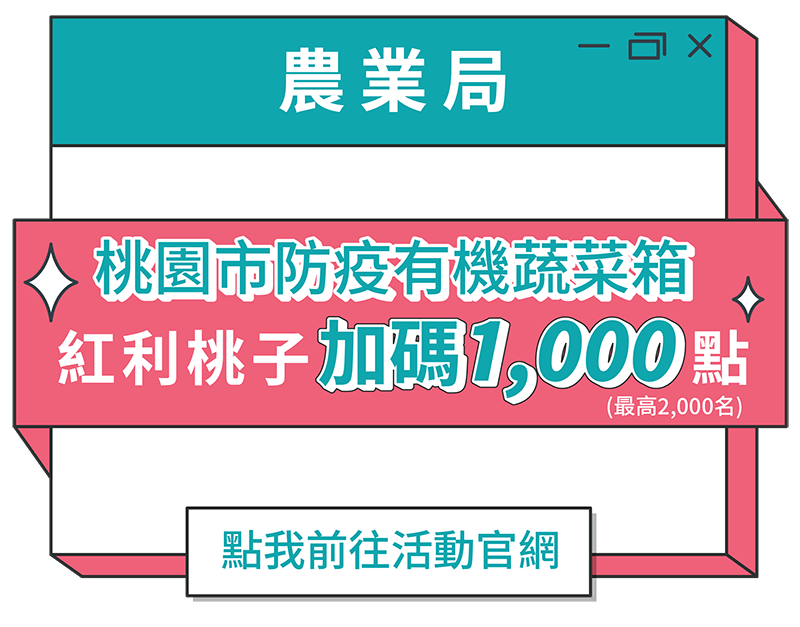 農業局
桃園市防疫有機蔬菜箱
紅利桃子加碼1,000點
(最高2,000名)
點我前往活動官網